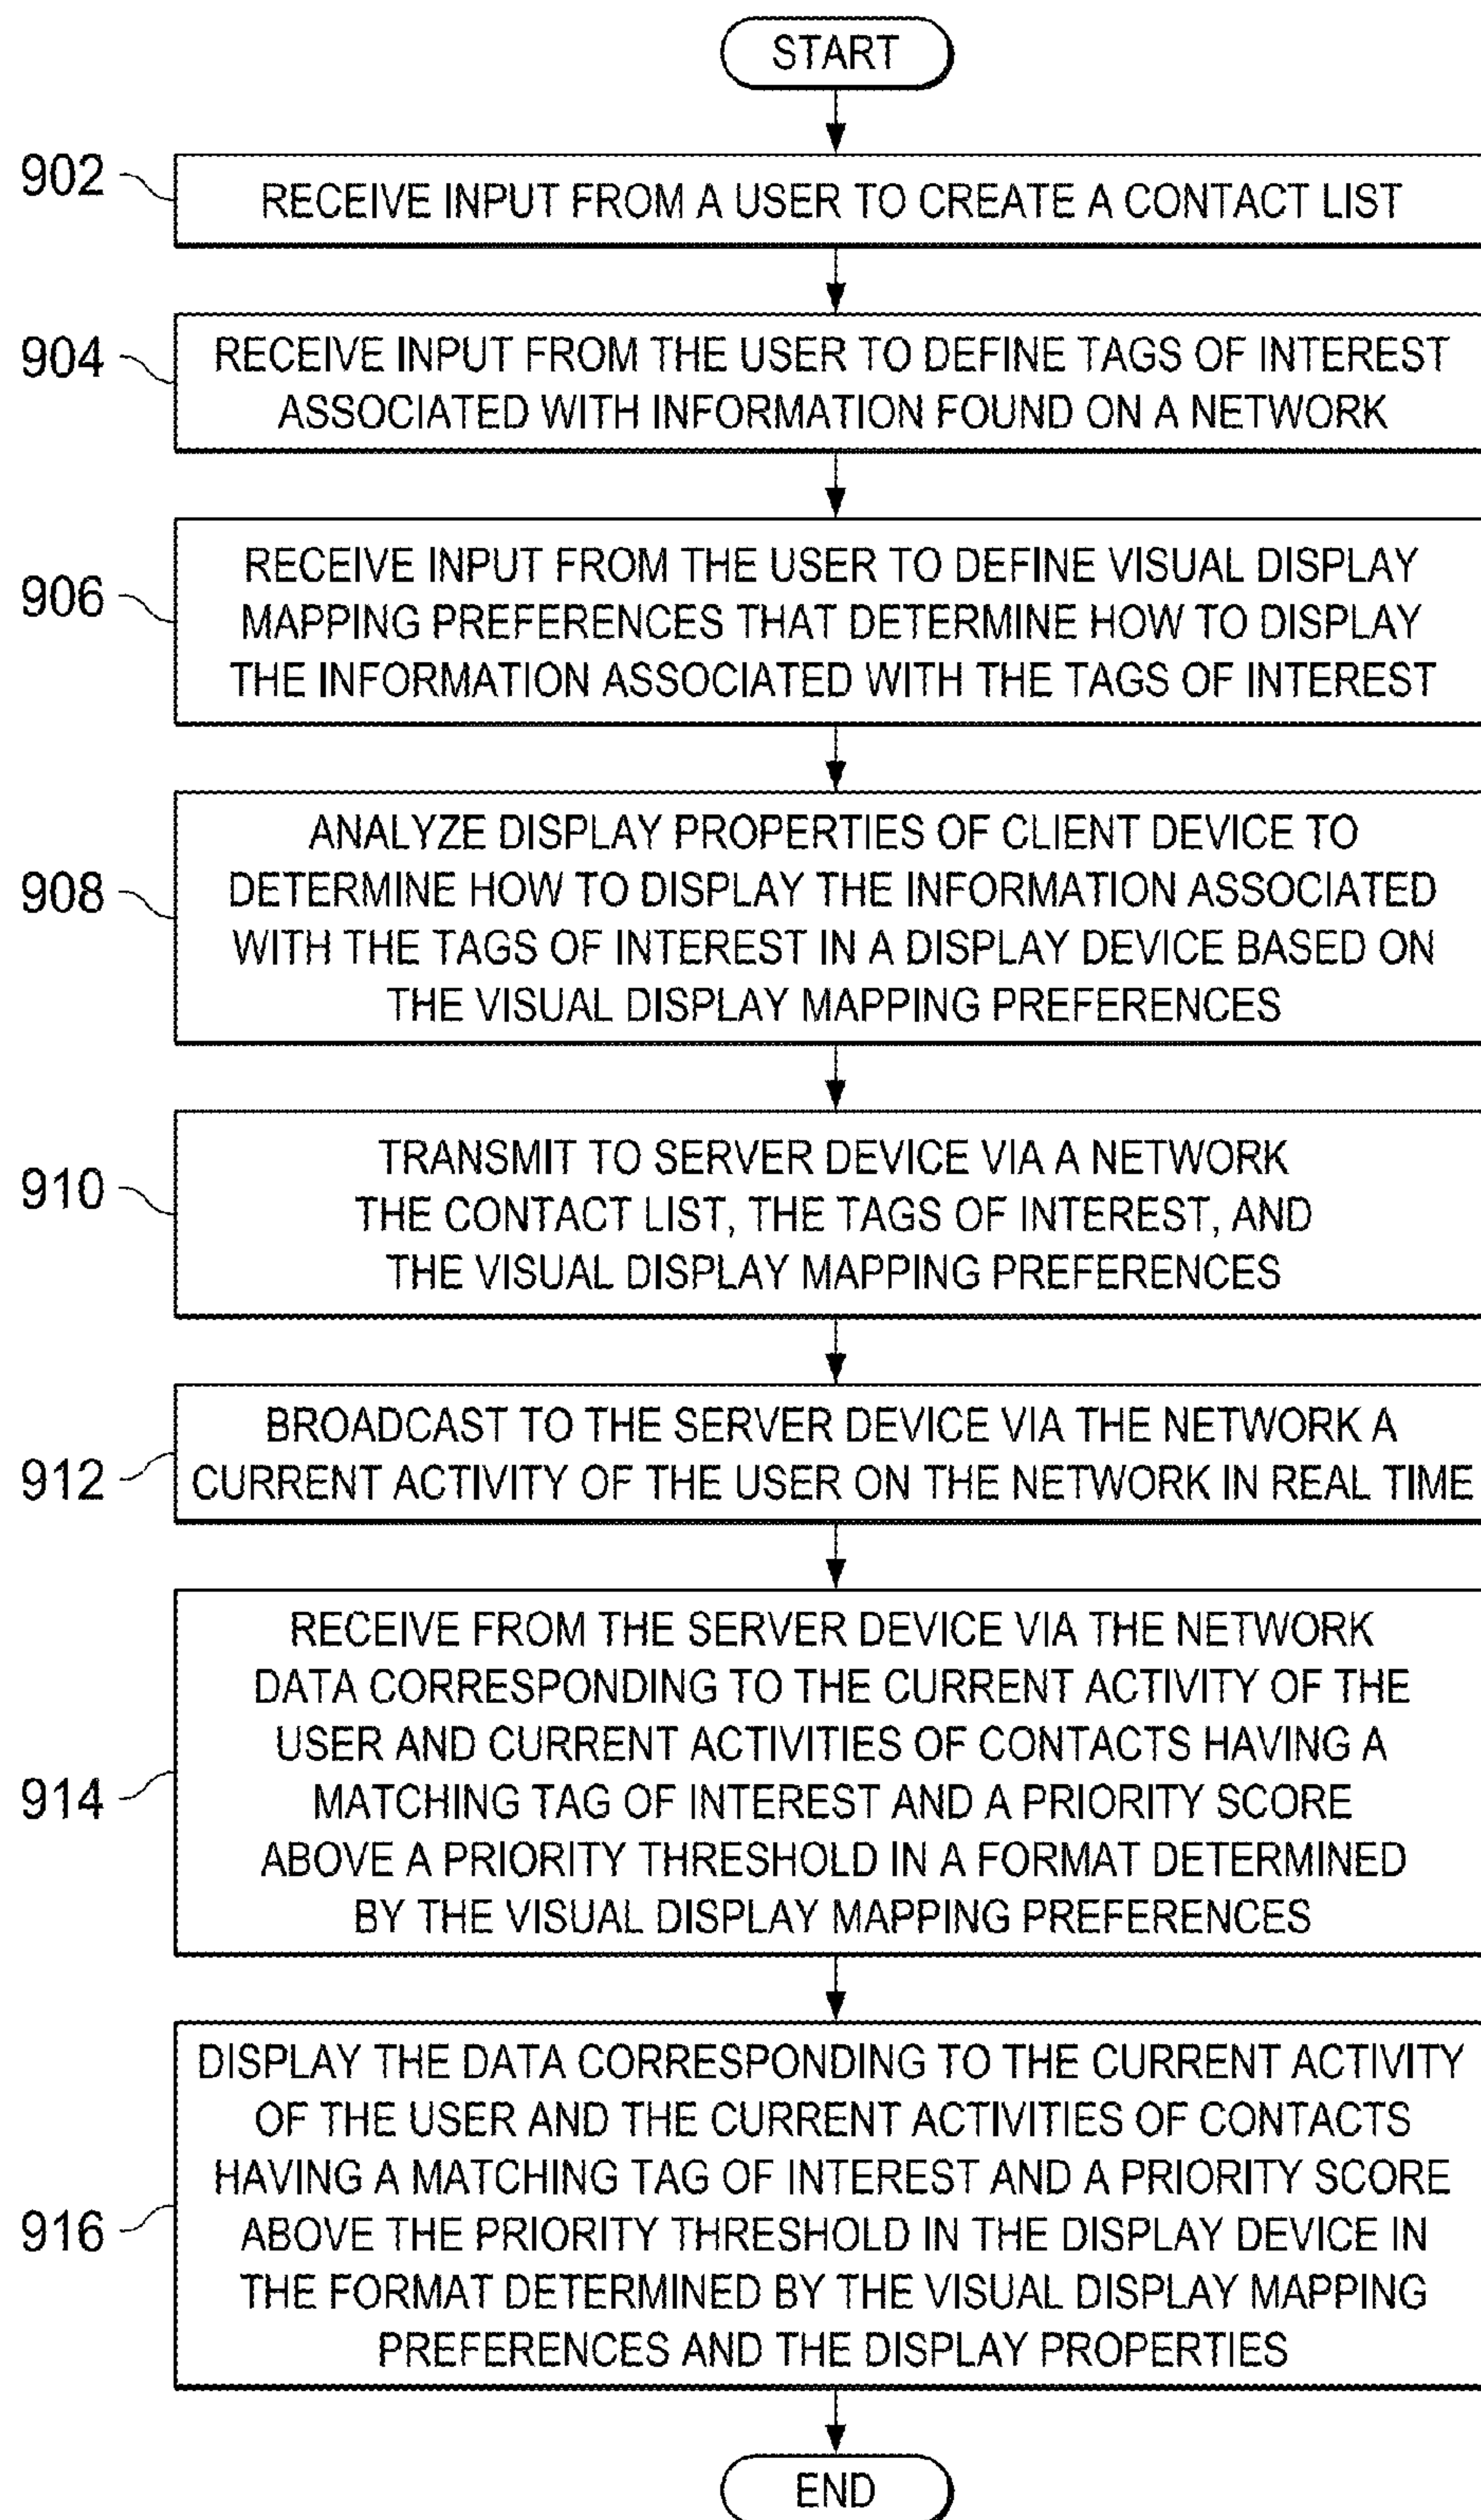 START
902
RECEIVE INPUT FROM A USER TO CREATE A CONTACT LIST
904
RECEIVE INPUT FROM THE USER TO DEFINE TAGS OF INTEREST
ASSOCIATED WITH INFORMATION FOUND ON A NETWORK
906
RECEIVE INPUT FROM THE USER TO DEFINE VISUAL DISPLAY
MAPPING PREFERENCES THAT DETERMINE HOW TO DISPLAY
THE INFORMATION ASSOCIATED WITH THE TAGS OF INTEREST
908
ANALYZE DISPLAY PROPERTIES OF CLIENT DEVICE TO
DETERMINE HOW TO DISPLAY THE INFORMATION ASSOCIATED
WITH THE TAGS OF INTEREST IN A DISPLAY DEVICE BASED ON
THE VISUAL DISPLAY MAPPING PREFERENCES
910
TRANSMIT TO SERVER DEVICE VIA A NETWORK
THE CONTACT LIST, THE TAGS OF INTEREST, AND
THE VISUAL DISPLAY MAPPING PREFERENCES
912
BROADCAST TO THE SERVER DEVICE VIA THE NETWORK A
CURRENT ACTIVITY OF THE USER ON THE NETWORK IN REAL TIME
914
RECEIVE FROM THE SERVER DEVICE VIA THE NETWORK
DATA CORRESPONDING TO THE CURRENT ACTIVITY OF THE
USER AND CURRENT ACTIVITIES OF CONTACTS HAVING A
MATCHING TAG OF INTEREST AND A PRIORITY SCORE
ABOVE A PRIORITY THRESHOLD IN A FORMAT DETERMINED
BY THE VISUAL DISPLAY MAPPING PREFERENCES
916
DISPLAY THE DATA CORRESPONDING TO THE CURRENT ACTIVITY
OF THE USER AND THE CURRENT ACTIVITIES OF CONTACTS
HAVING A MATCHING TAG OF INTEREST AND A PRIORITY SCORE
ABOVE THE PRIORITY THRESHOLD IN THE DISPLAY DEVICE IN
THE FORMAT DETERMINED BY THE VISUAL DISPLAY MAPPING
PREFERENCES AND THE DISPLAY PROPERTIES
END